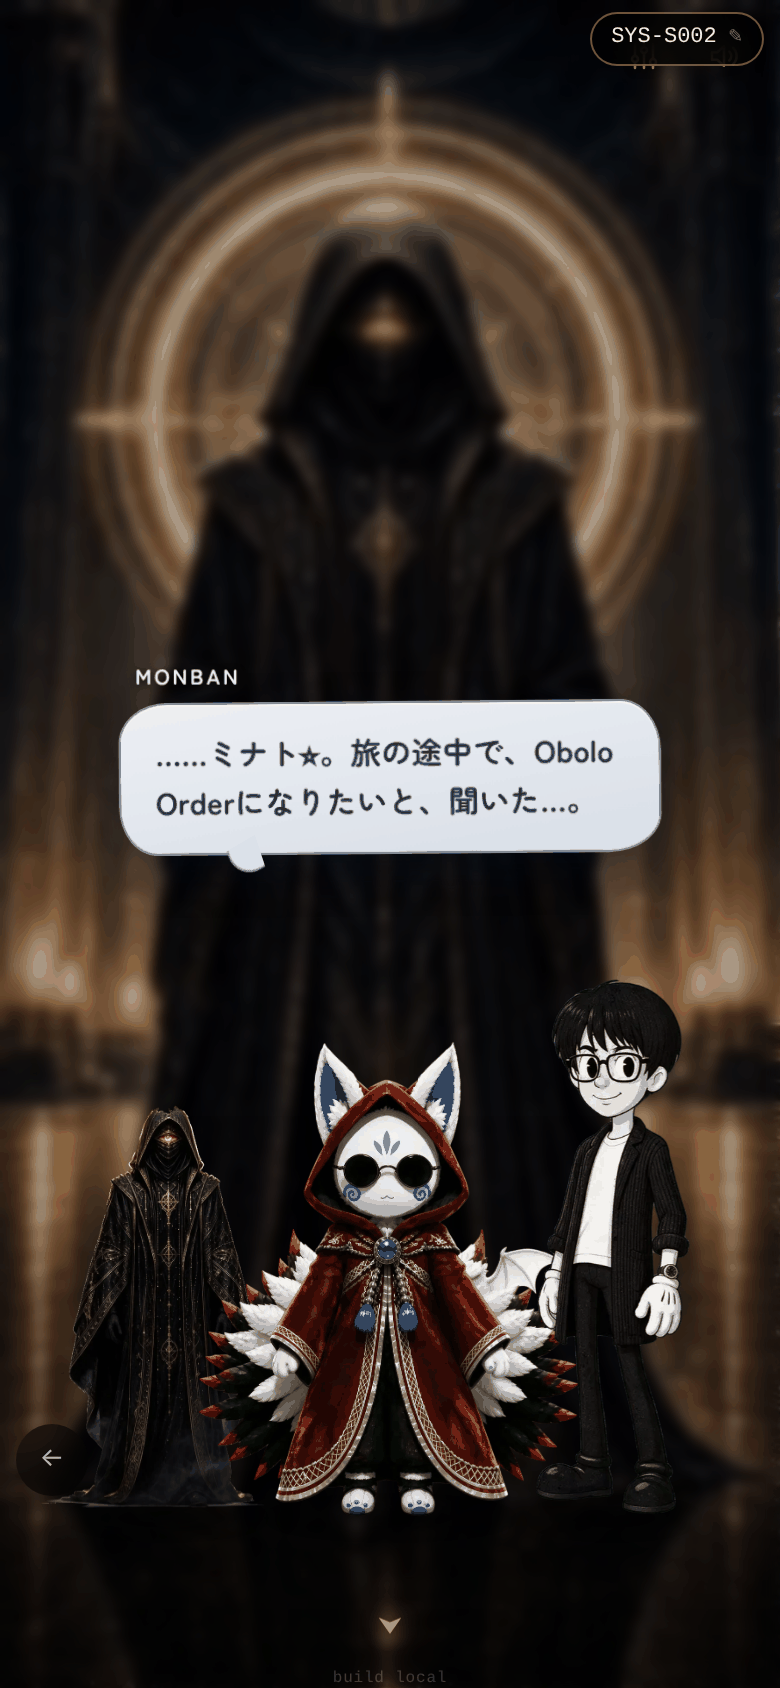 SYS-S002 ✎
MONBAN
......ミナト★。旅の途中で、Obolo
Orderになりたいと、聞いた...。
build local